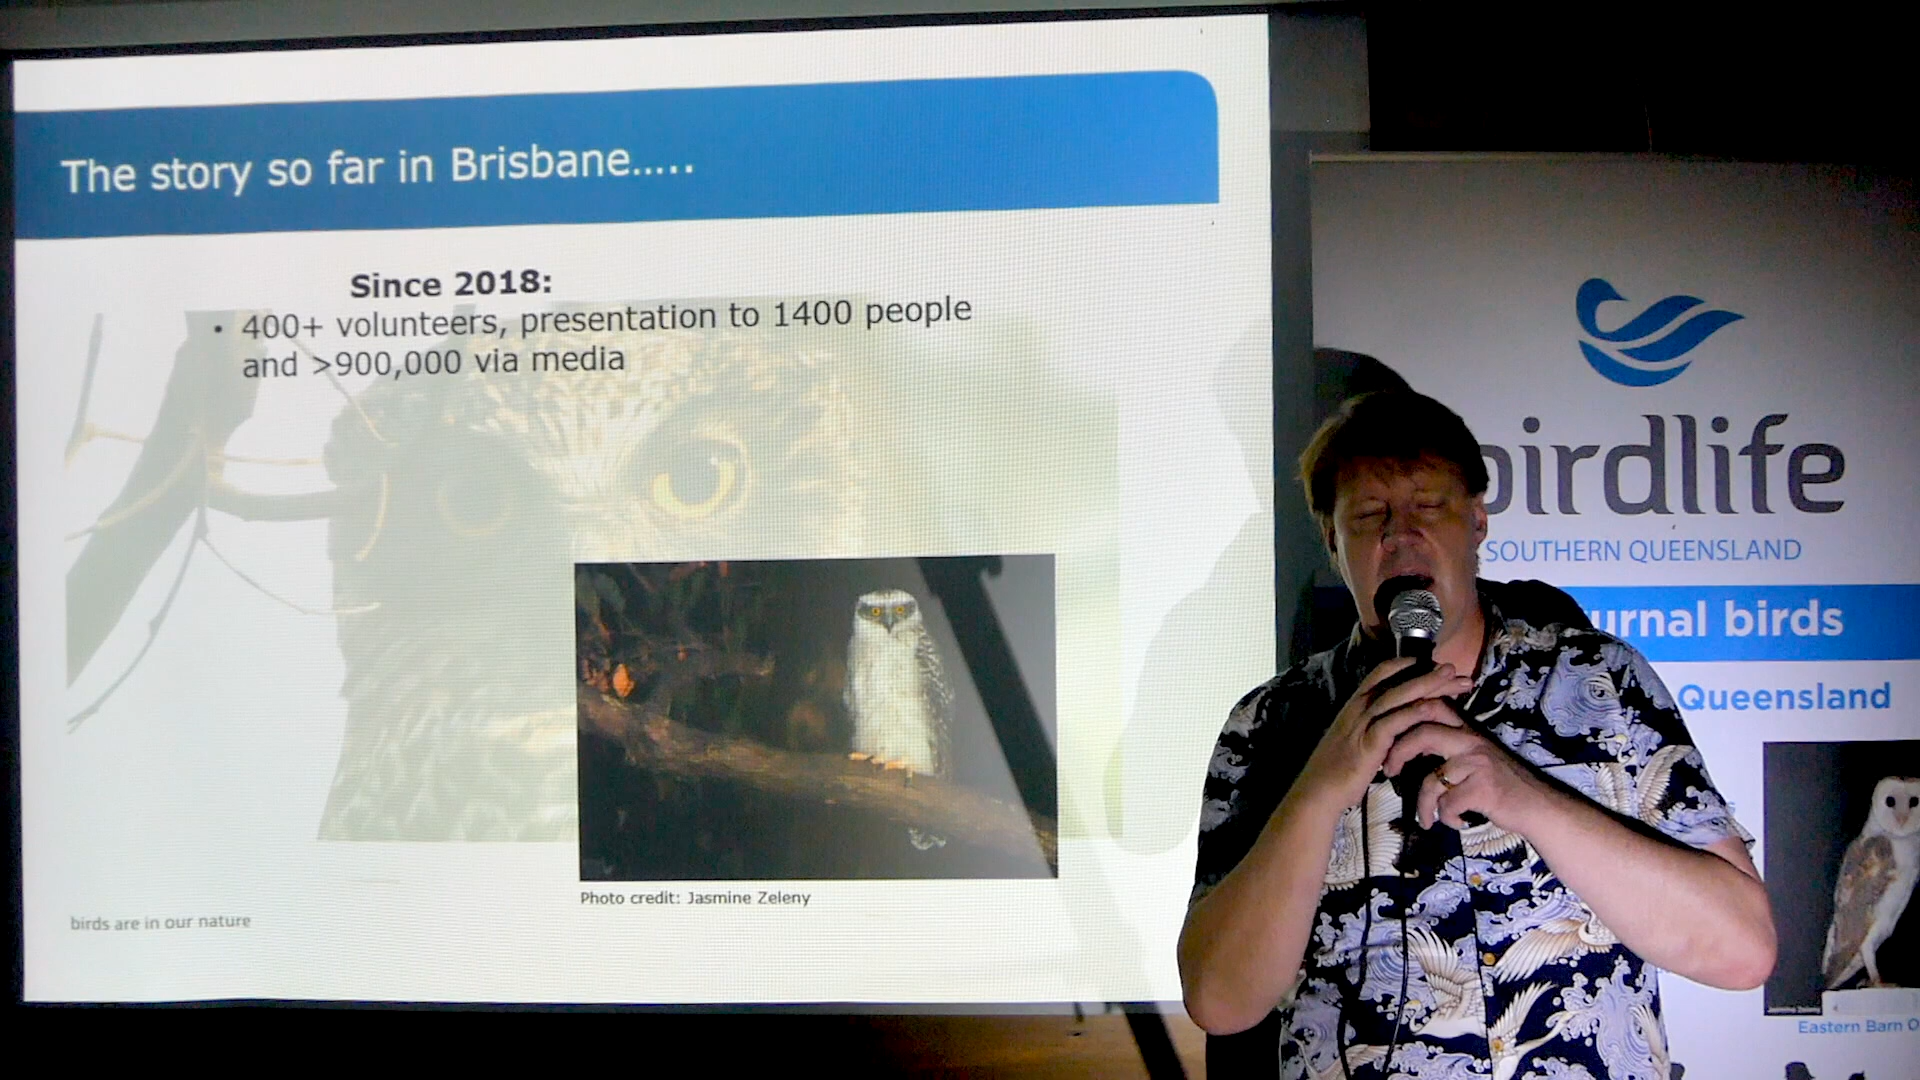 The story so far in Brisbane.....
Since 2018:
• 400+ volunteers, presentation to 1400 people
and >900,000 via media
Photo credit: Jasmine Zeleny
birds are in our nature
birdlife
SOUTHERN QUEENSLAND
urnal birds
Queensland
Eastern Barn O